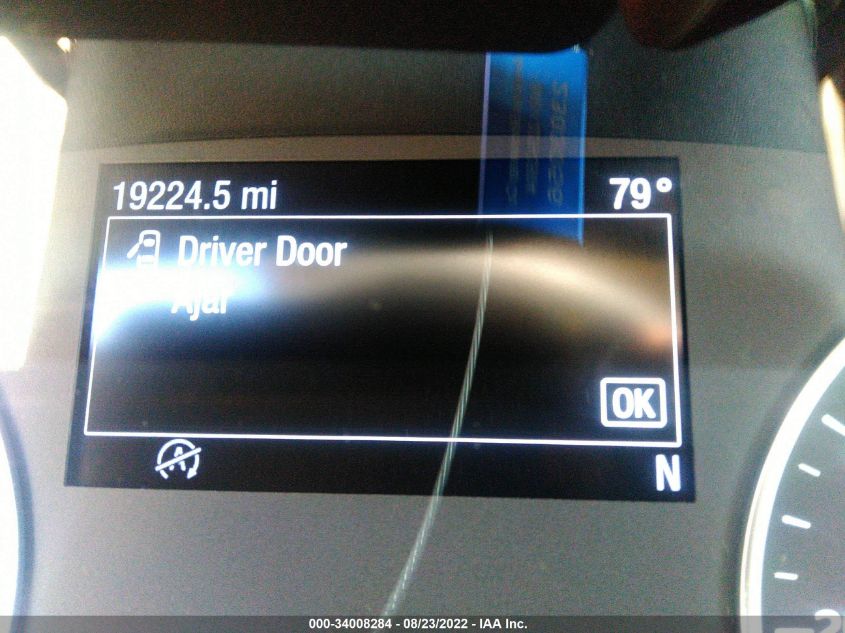 19224.5 mi 79°
Driver Door
Ajar
OK
A
N
000-34008284 - 08/23/2022 - IAA Inc.